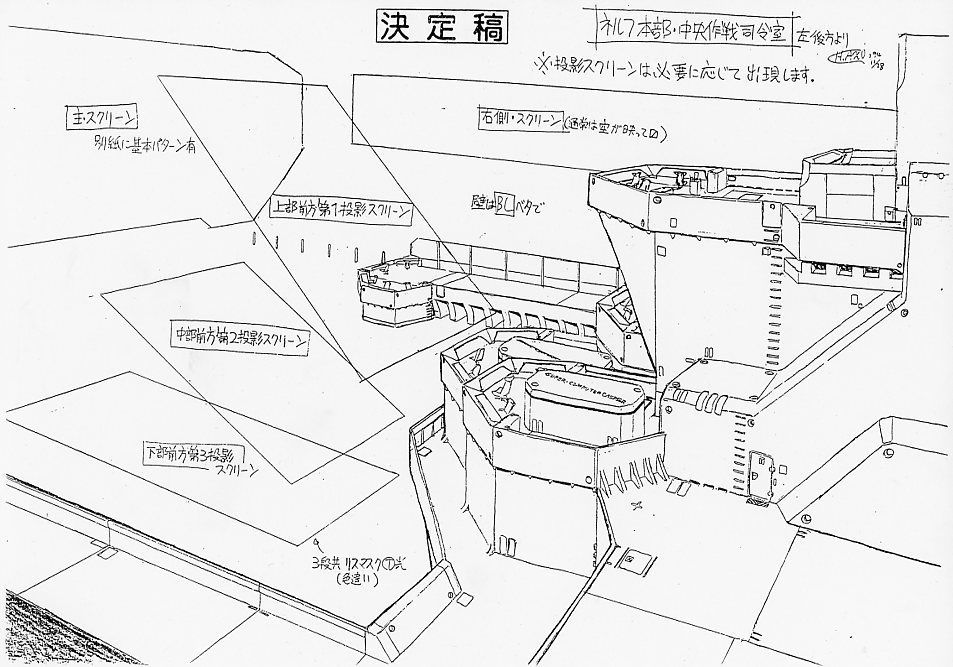 決定稿
ネルフ本部・中央作戦司令室 左後方より
'94
11/18
※投影スクリーンは必要に応じて出現します.
主・スクリーン
別紙に基本パターン有
右側・スクリーン(通常は空が映って
上部前方第1投影スクリーン
壁はBLベタで
中部前方第2投影スクリーン
SUPER・COMPUTER CASPER
下部前方第3投影
スクリーン
3段共 リスマスクⓉ光
(色違い)